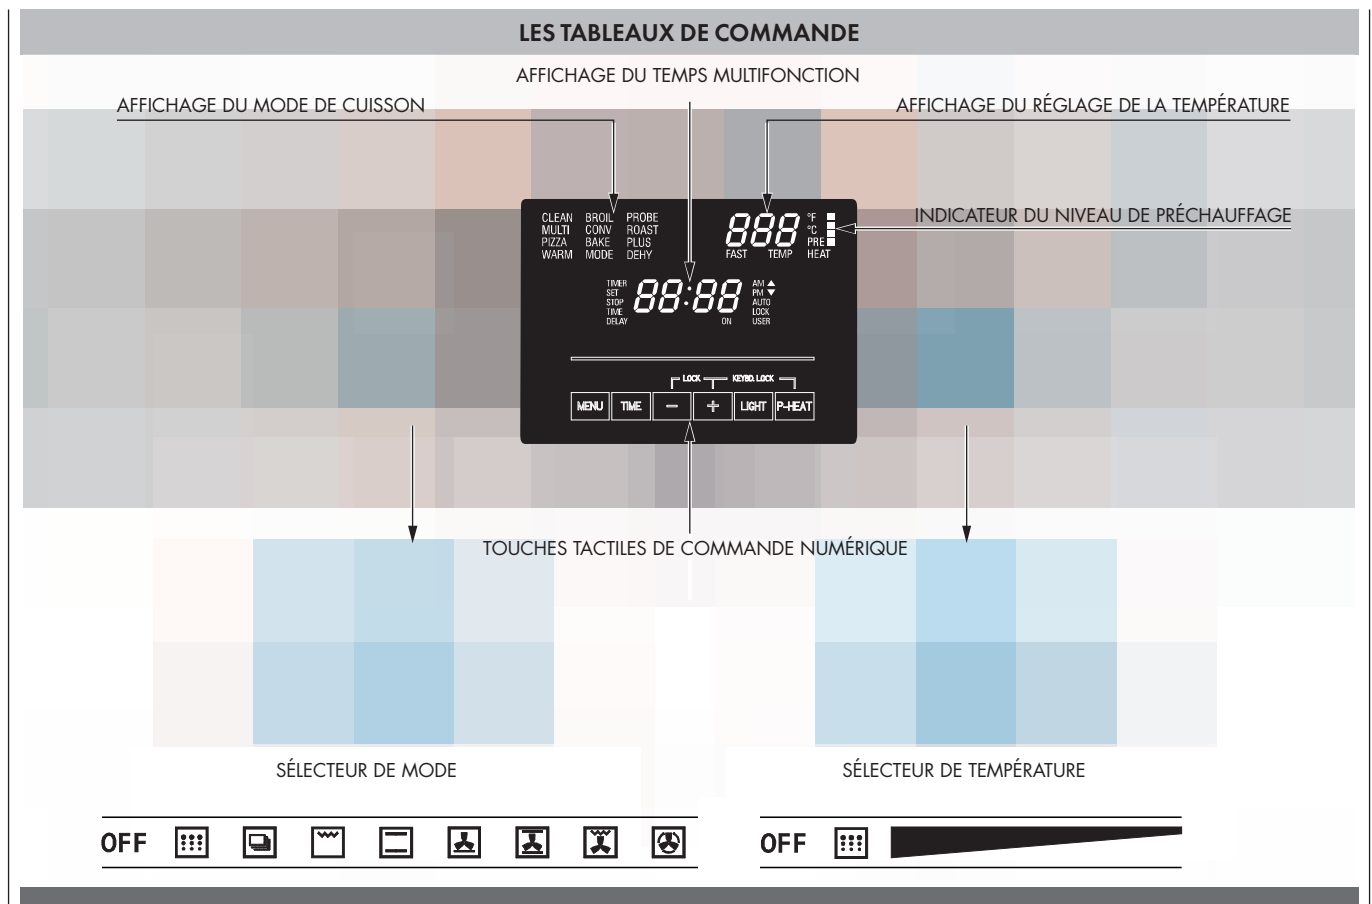 LES TABLEAUX DE COMMANDE
AFFICHAGE DU TEMPS MULTIFONCTION
AFFICHAGE DU MODE DE CUISSON
AFFICHAGE DU RÉGLAGE DE LA TEMPÉRATURE
INDICATEUR DU NIVEAU DE PRÉCHAUFFAGE
CLEAN BROIL PROBE
MULTI CONV ROAST
PIZZA BAKE PLUS
WARM MODE DEHY
888 °F
°C
PRE
FAST TEMP HEAT
TIMER
SET
STOP
TIME
DELAY
88:88
ON
AM
PM
AUTO
LOCK
USER
LOCK KEYBD. LOCK
MENU TIME − + LIGHT P-HEAT
TOUCHES TACTILES DE COMMANDE NUMÉRIQUE
SÉLECTEUR DE MODE
SÉLECTEUR DE TEMPÉRATURE
OFF
OFF